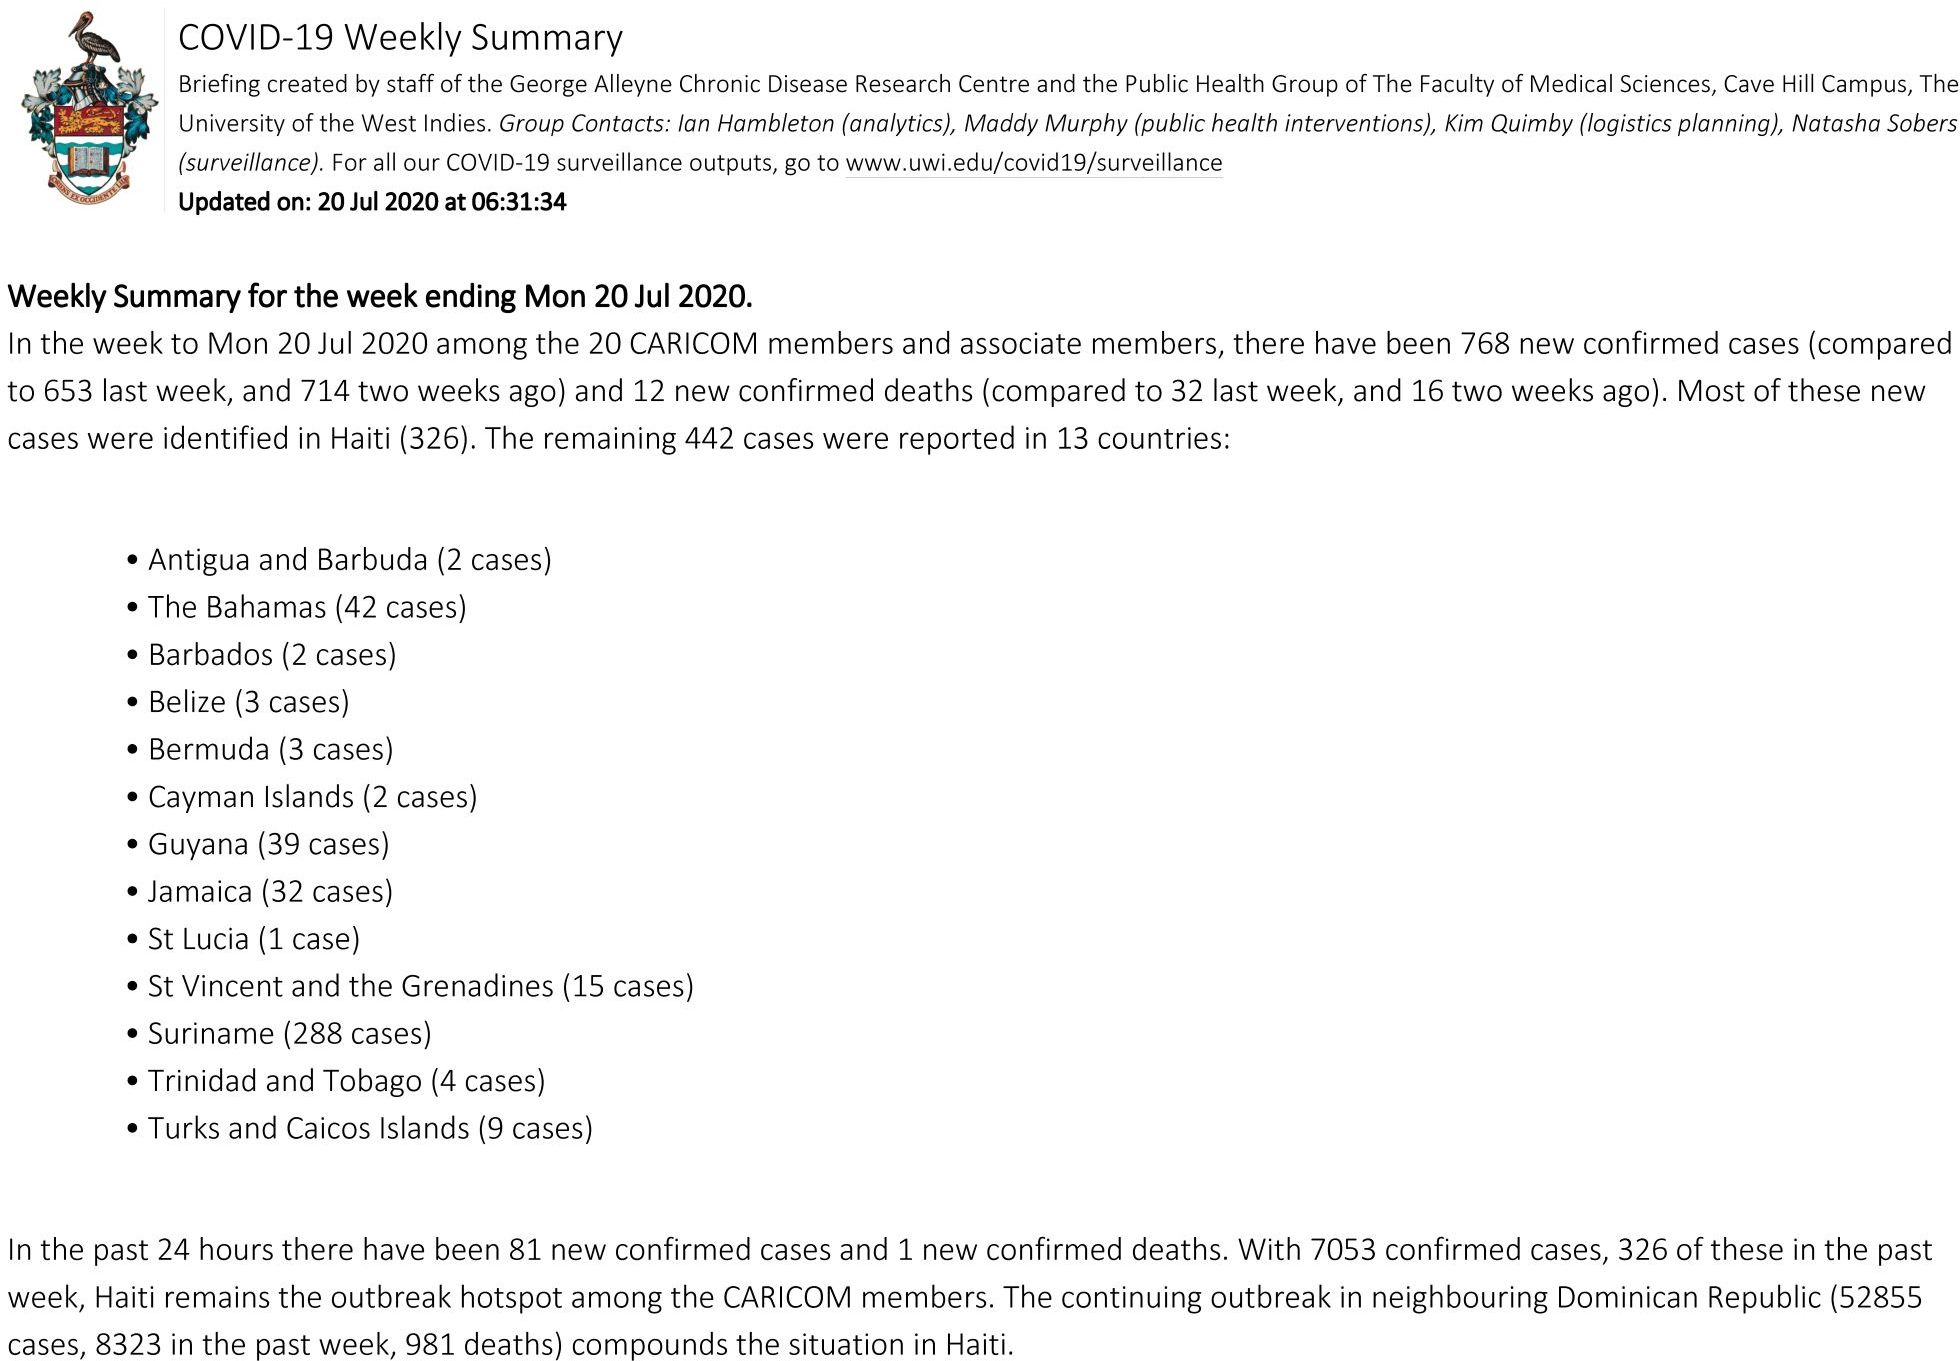 COVID-19 Weekly Summary
Briefing created by staff of the George Alleyne Chronic Disease Research Centre and the Public Health Group of The Faculty of Medical Sciences, Cave Hill Campus, The
University of the West Indies. Group Contacts: Ian Hambleton (analytics), Maddy Murphy (public health interventions), Kim Quimby (logistics planning), Natasha Sobers
(surveillance). For all our COVID-19 surveillance outputs, go to www.uwi.edu/covid19/surveillance
Updated on: 20 Jul 2020 at 06:31:34
Weekly Summary for the week ending Mon 20 Jul 2020.
In the week to Mon 20 Jul 2020 among the 20 CARICOM members and associate members, there have been 768 new confirmed cases (compared
to 653 last week, and 714 two weeks ago) and 12 new confirmed deaths (compared to 32 last week, and 16 two weeks ago). Most of these new
cases were identified in Haiti (326). The remaining 442 cases were reported in 13 countries:
• Antigua and Barbuda (2 cases)
• The Bahamas (42 cases)
• Barbados (2 cases)
• Belize (3 cases)
• Bermuda (3 cases)
• Cayman Islands (2 cases)
• Guyana (39 cases)
• Jamaica (32 cases)
• St Lucia (1 case)
• St Vincent and the Grenadines (15 cases)
• Suriname (288 cases)
• Trinidad and Tobago (4 cases)
• Turks and Caicos Islands (9 cases)
In the past 24 hours there have been 81 new confirmed cases and 1 new confirmed deaths. With 7053 confirmed cases, 326 of these in the past
week, Haiti remains the outbreak hotspot among the CARICOM members. The continuing outbreak in neighbouring Dominican Republic (52855
cases, 8323 in the past week, 981 deaths) compounds the situation in Haiti.